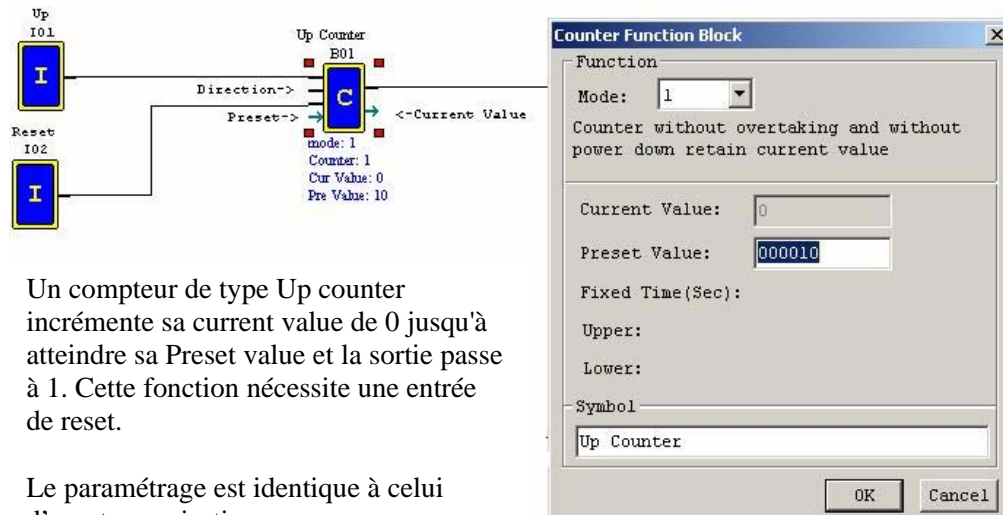 Up
I01
I
Reset
I02
I
Up Counter
B01
Direction->
Preset->
C
<-Current Value
mode: 1
Counter: 1
Cur Value: 0
Pre Value: 10
Un compteur de type Up counter
incrémente sa current value de 0 jusqu'à
atteindre sa Preset value et la sortie passe
à 1. Cette fonction nécessite une entrée
de reset.
Le paramétrage est identique à celui
Counter Function Block
Function
Mode: 1
Counter without overtaking and without
power down retain current value
Current Value: 0
Preset Value: 000010
Fixed Time(Sec):
Upper:
Lower:
Symbol
Up Counter
OK Cancel